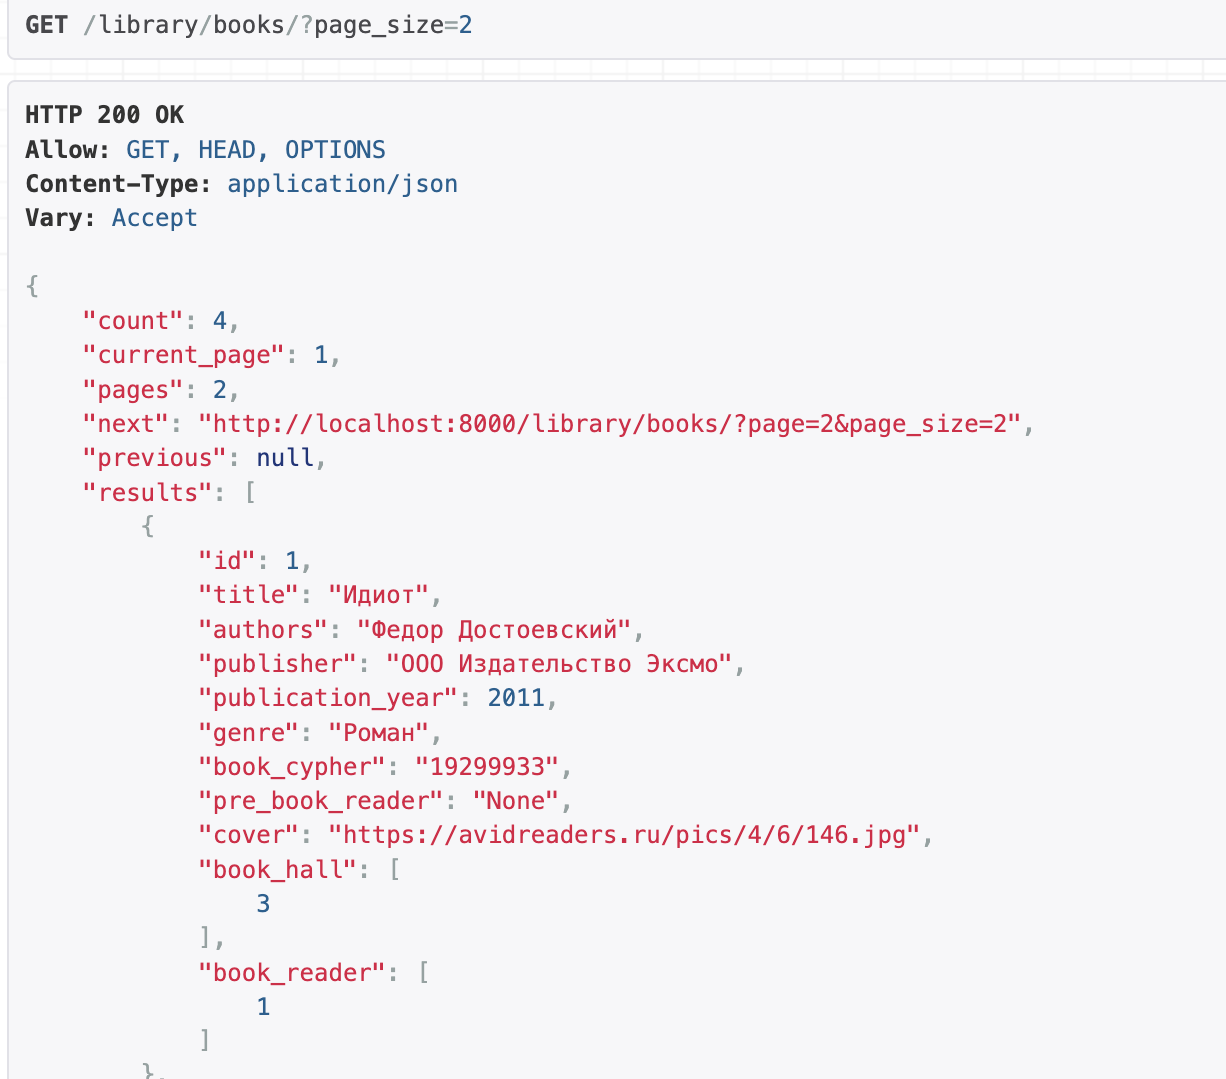 GET /library/books/?page_size=2
HTTP 200 OK
Allow: GET, HEAD, OPTIONS
Content-Type: application/json
Vary: Accept
{
"count": 4,
"current_page": 1,
"pages": 2,
"next": "http://localhost:8000/library/books/?page=2&page_size=2",
"previous": null,
"results": [
{
"id": 1,
"title": "Идиот",
"authors": "Федор Достоевский",
"publisher": "ООО Издательство Эксмо",
"publication_year": 2011,
"genre": "Роман",
"book_cypher": "19299933",
"pre_book_reader": "None",
"cover": "https://avidreaders.ru/pics/4/6/146.jpg",
"book_hall": [
3
],
"book_reader": [
1
]
},